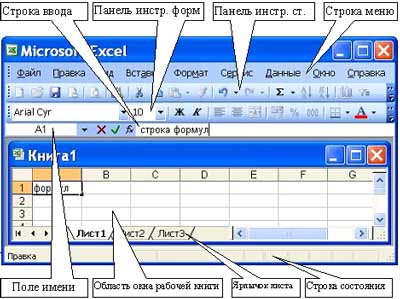 Строка ввода
Панель инстр. форм
Панель инстр. ст.
Строка меню
Microsoft Excel
Файл Правка Вид Вставка Формат Сервис Данные Окно Справка
Arial Cyr 10 Ж К
A1 fx строка формул
Книга1
A B C D E F G
1 формул
2
3
Лист1 Лист2 Лист3
Правка
Поле имени
Область окна рабочей книги
Ярлычок листа
Строка состояния